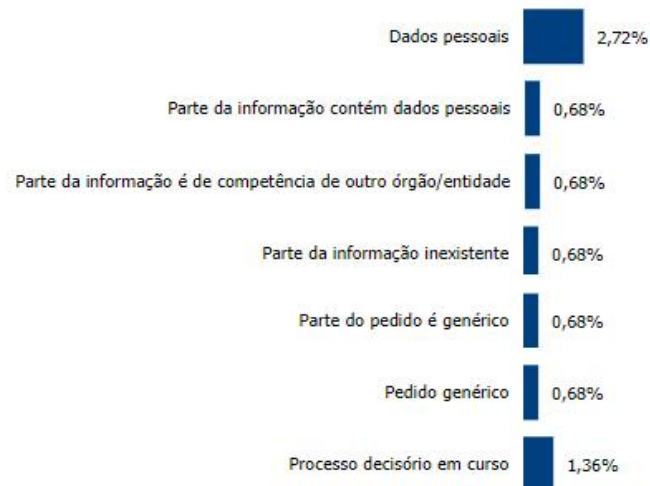 Dados pessoais 2,72%
Parte da informação contém dados pessoais 0,68%
Parte da informação é de competência de outro órgão/entidade 0,68%
Parte da informação inexistente 0,68%
Parte do pedido é genérico 0,68%
Pedido genérico 0,68%
Processo decisório em curso 1,36%